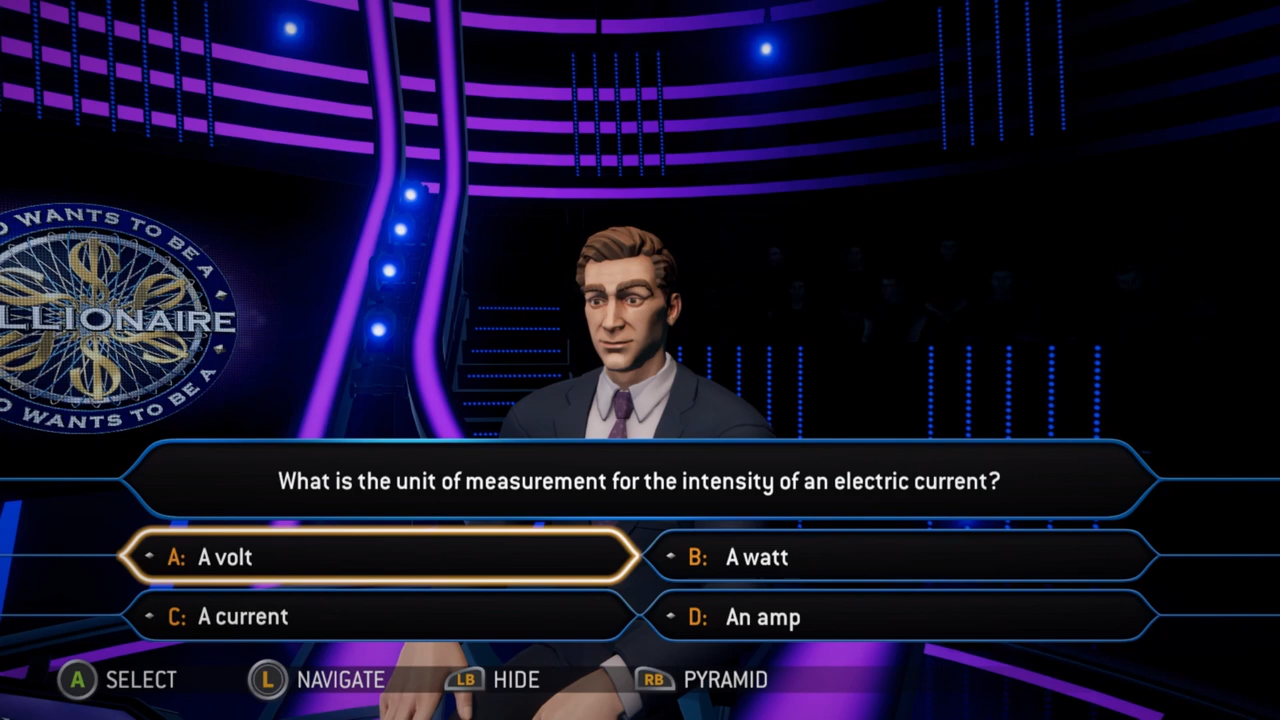 WANTS TO BE A
LLIONAIRE
WANTS TO BE A
What is the unit of measurement for the intensity of an electric current?
A: A volt
B: A watt
C: A current
D: An amp
A SELECT
L NAVIGATE
LB HIDE
RB PYRAMID